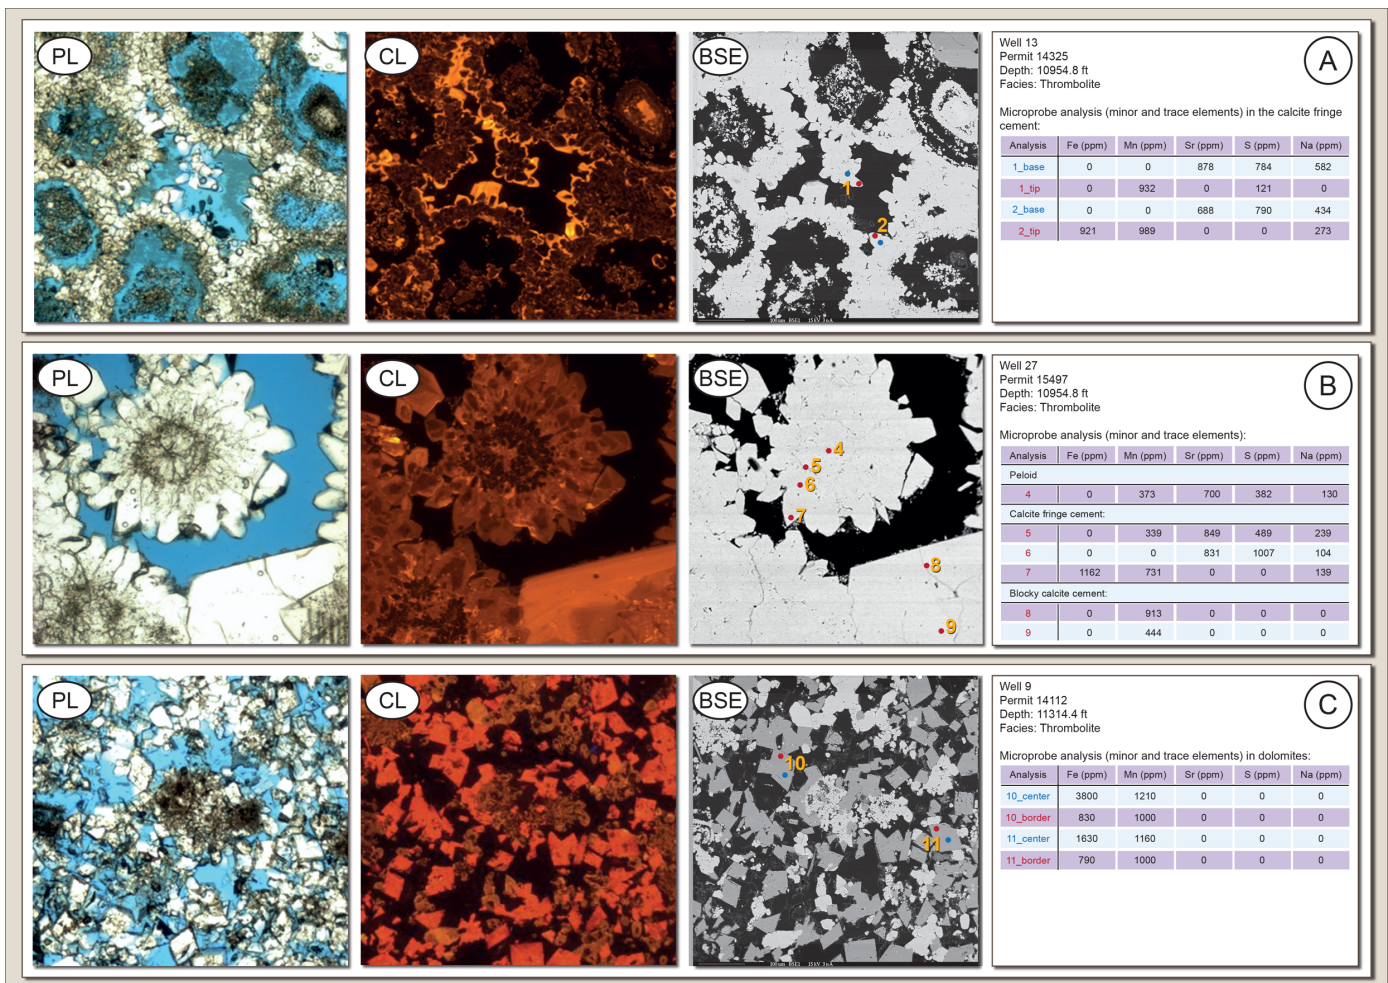 PL
CL
BSE
1
2
100µm BSE1 15kV 3nA
Well 13
Permit 14325
Depth: 10954.8 ft
Facies: Thrombolite
A
Microprobe analysis (minor and trace elements) in the calcite fringe
cement:
Analysis Fe (ppm) Mn (ppm) Sr (ppm) S (ppm) Na (ppm)
1_base 0 0 878 784 582
1_tip 0 932 0 121 0
2_base 0 0 688 790 434
2_tip 921 989 0 0 273
PL
CL
BSE
4
5
6
7
8
9
Well 27
Permit 15497
Depth: 10954.8 ft
Facies: Thrombolite
B
Microprobe analysis (minor and trace elements):
Analysis Fe (ppm) Mn (ppm) Sr (ppm) S (ppm) Na (ppm)
Peloid
4 0 373 700 382 130
Calcite fringe cement:
5 0 339 849 489 239
6 0 0 831 1007 104
7 1162 731 0 0 139
Blocky calcite cement:
8 0 913 0 0 0
9 0 444 0 0 0
PL
CL
BSE
10
11
100µm BSE1 15kV 3nA
Well 9
Permit 14112
Depth: 11314.4 ft
Facies: Thrombolite
C
Microprobe analysis (minor and trace elements) in dolomites:
Analysis Fe (ppm) Mn (ppm) Sr (ppm) S (ppm) Na (ppm)
10_center 3800 1210 0 0 0
10_border 830 1000 0 0 0
11_center 1630 1160 0 0 0
11_border 790 1000 0 0 0